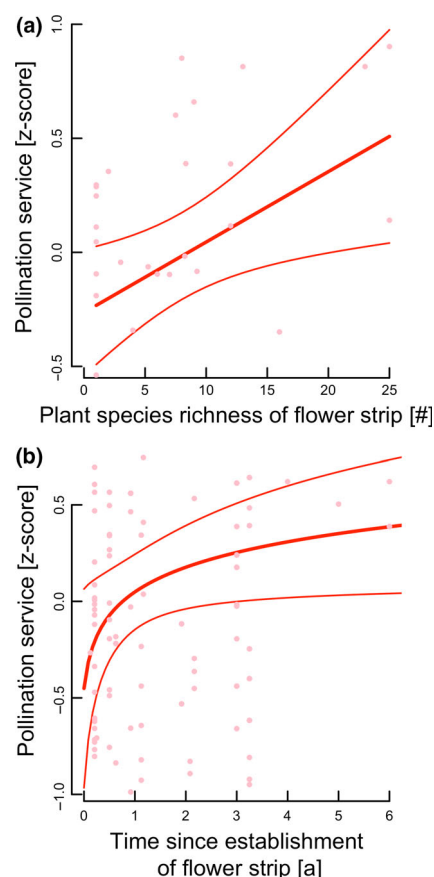 (a)
Pollination service [z-score]
1.0
0.5
0.0
−0.5
0 5 10 15 20 25
Plant species richness of flower strip [#]
(b)
Pollination service [z-score]
0.5
0.0
−0.5
−1.0
0 1 2 3 4 5 6
Time since establishment
of flower strip [a]